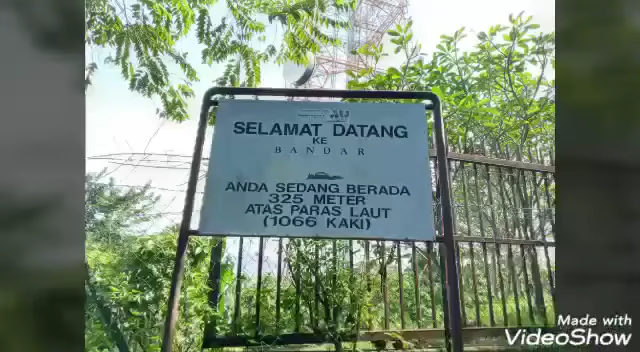 SELAMAT DATANG
KE
BANDAR
ANDA SEDANG BERADA
325 METER
ATAS PARAS LAUT
(1066 KAKI)
Made with
VideoShow